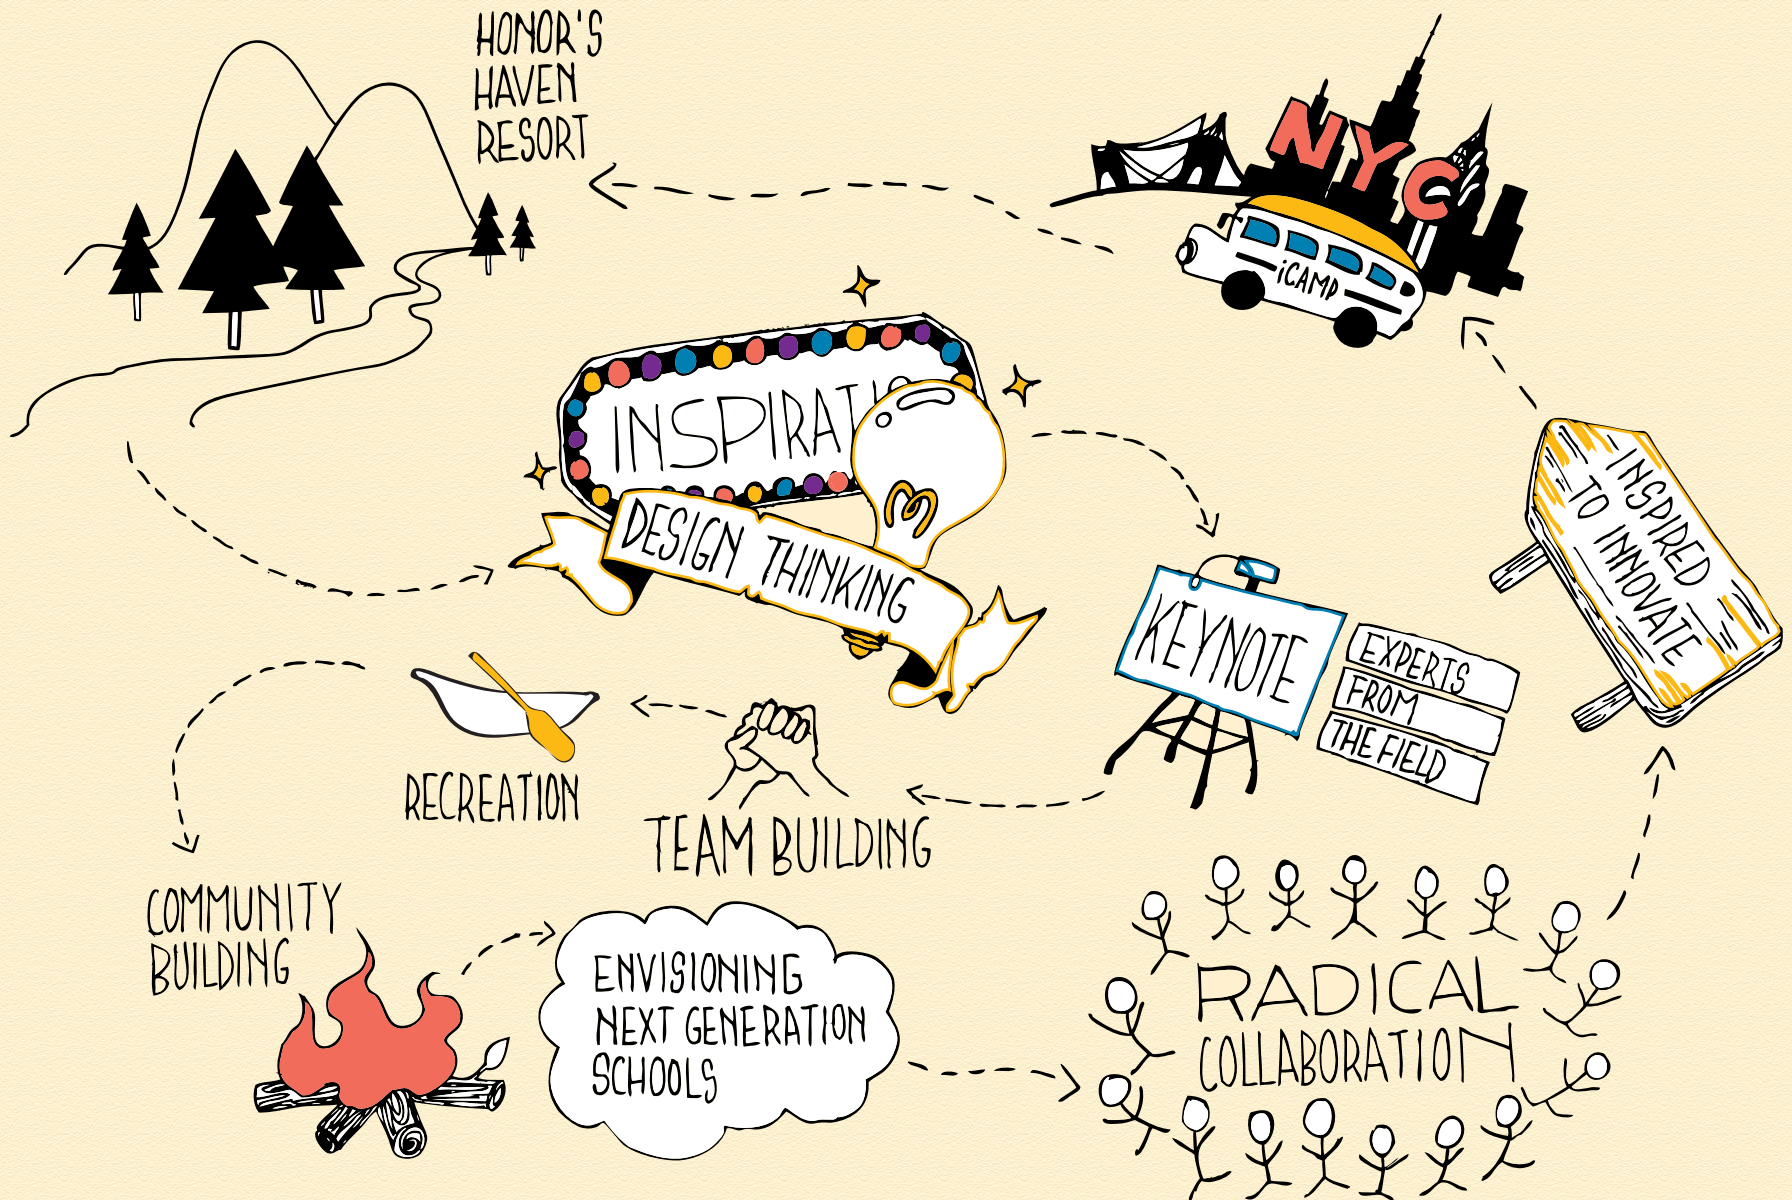 HONOR'S
HAVEN
RESORT
NYC
iCAMP
INSPIRATI
DESIGN THINKING
INSPIRED
TO INNOVATE
KEYNOTE
EXPERTS
FROM
THE FIELD
RECREATION
TEAM BUILDING
COMMUNITY
BUILDING
ENVISIONING
NEXT GENERATION
SCHOOLS
RADICAL
COLLABORATION